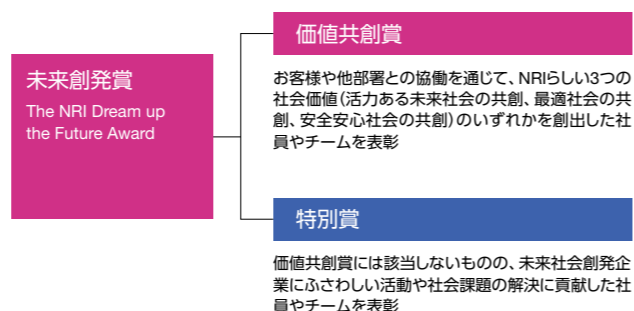 未来創発賞
The NRI Dream up
the Future Award
価値共創賞
お客様や他部署との協働を通じて、NRIらしい3つの
社会価値（活力ある未来社会の共創、最適社会の共
創、安全安心社会の共創）のいずれかを創出した社
員やチームを表彰
特別賞
価値共創賞には該当しないものの、未来社会創発企
業にふさわしい活動や社会課題の解決に貢献した社
員やチームを表彰